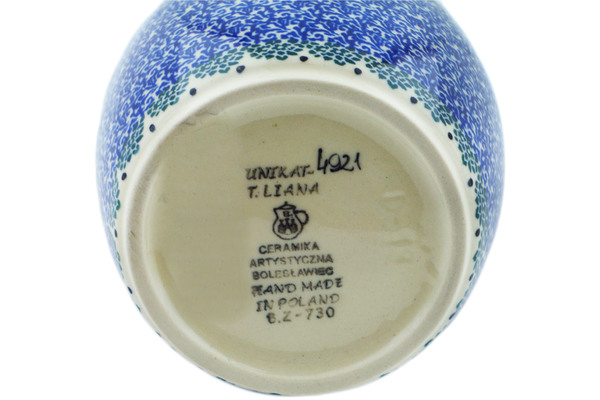 UNIKAT-4921
T. LIANA
CERAMIKA
ARTYSTYCZNA
BOLESŁAWIEC
HAND MADE
IN POLAND
B.Z-730